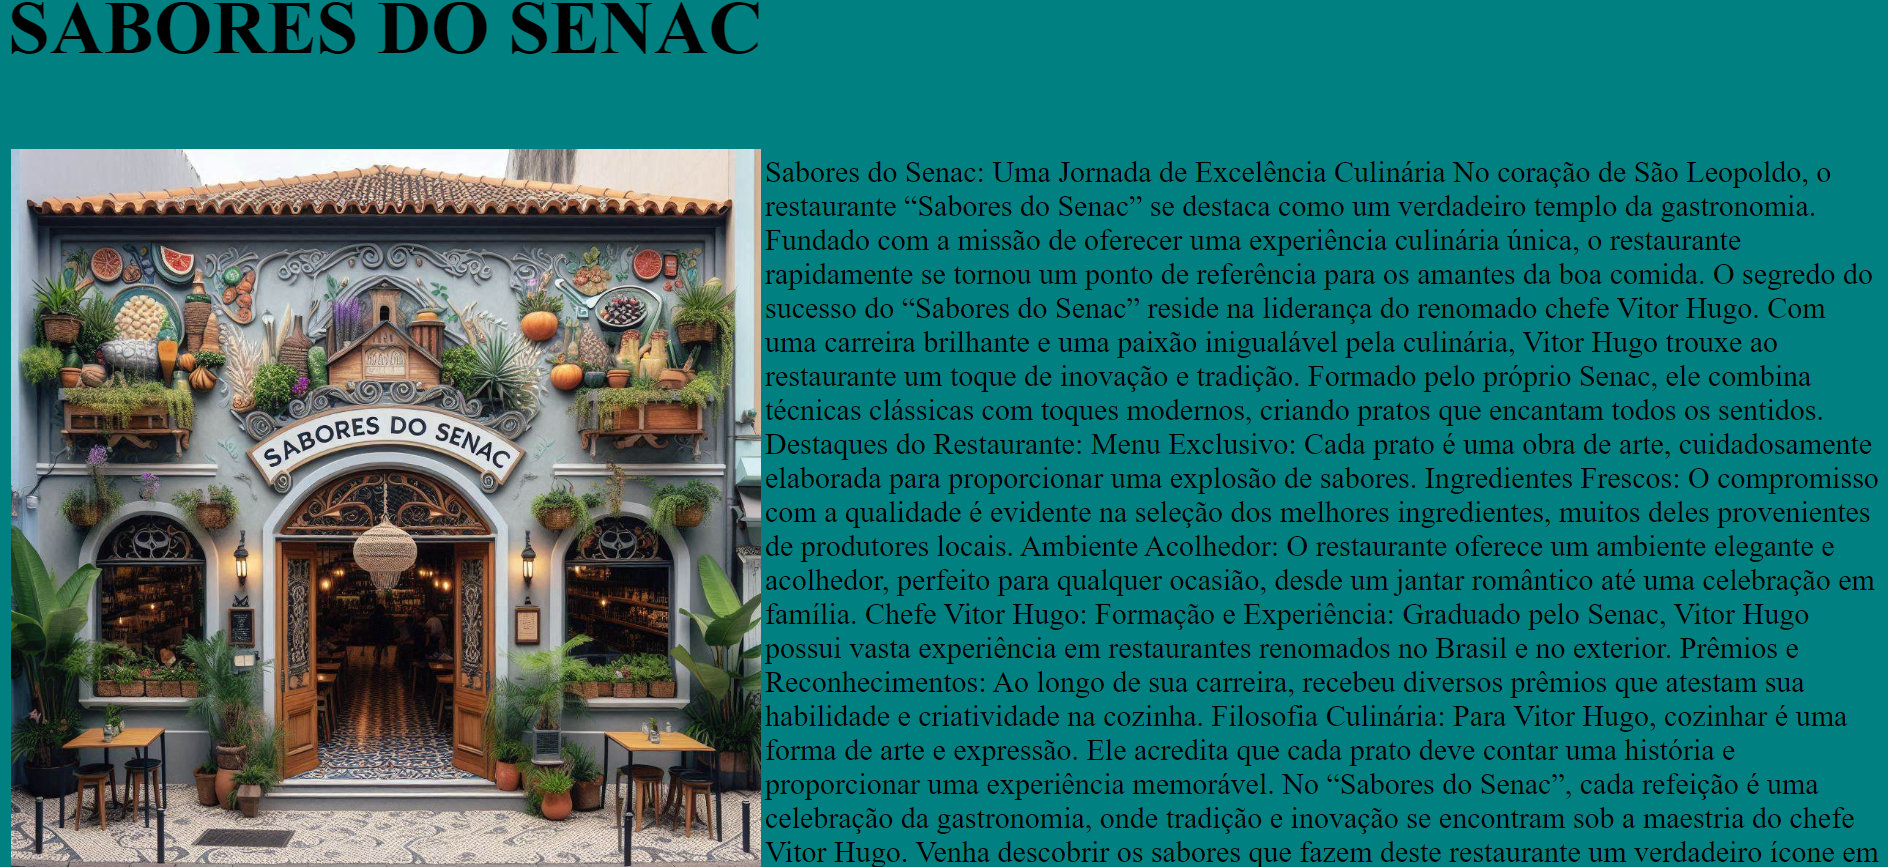 SABORES DO SENAC
SABORES DO SENAC
Sabores do Senac: Uma Jornada de Excelência Culinária No coração de São Leopoldo, o
restaurante “Sabores do Senac” se destaca como um verdadeiro templo da gastronomia.
Fundado com a missão de oferecer uma experiência culinária única, o restaurante
rapidamente se tornou um ponto de referência para os amantes da boa comida. O segredo do
sucesso do “Sabores do Senac” reside na liderança do renomado chefe Vitor Hugo. Com
uma carreira brilhante e uma paixão inigualável pela culinária, Vitor Hugo trouxe ao
restaurante um toque de inovação e tradição. Formado pelo próprio Senac, ele combina
técnicas clássicas com toques modernos, criando pratos que encantam todos os sentidos.
Destaques do Restaurante: Menu Exclusivo: Cada prato é uma obra de arte, cuidadosamente
elaborada para proporcionar uma explosão de sabores. Ingredientes Frescos: O compromisso
com a qualidade é evidente na seleção dos melhores ingredientes, muitos deles provenientes
de produtores locais. Ambiente Acolhedor: O restaurante oferece um ambiente elegante e
acolhedor, perfeito para qualquer ocasião, desde um jantar romântico até uma celebração em
família. Chefe Vitor Hugo: Formação e Experiência: Graduado pelo Senac, Vitor Hugo
possui vasta experiência em restaurantes renomados no Brasil e no exterior. Prêmios e
Reconhecimentos: Ao longo de sua carreira, recebeu diversos prêmios que atestam sua
habilidade e criatividade na cozinha. Filosofia Culinária: Para Vitor Hugo, cozinhar é uma
forma de arte e expressão. Ele acredita que cada prato deve contar uma história e
proporcionar uma experiência memorável. No “Sabores do Senac”, cada refeição é uma
celebração da gastronomia, onde tradição e inovação se encontram sob a maestria do chefe
Vitor Hugo. Venha descobrir os sabores que fazem deste restaurante um verdadeiro ícone em